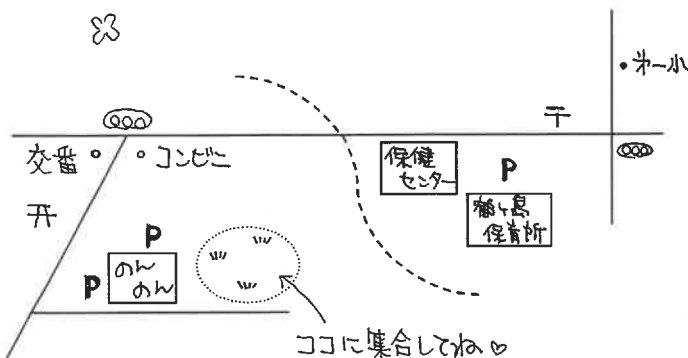 ・第一小
交番
コンビニ
保健
センター
P
鶴ヶ島
保育所
P
P
のん
のん
ココに集合してね♡